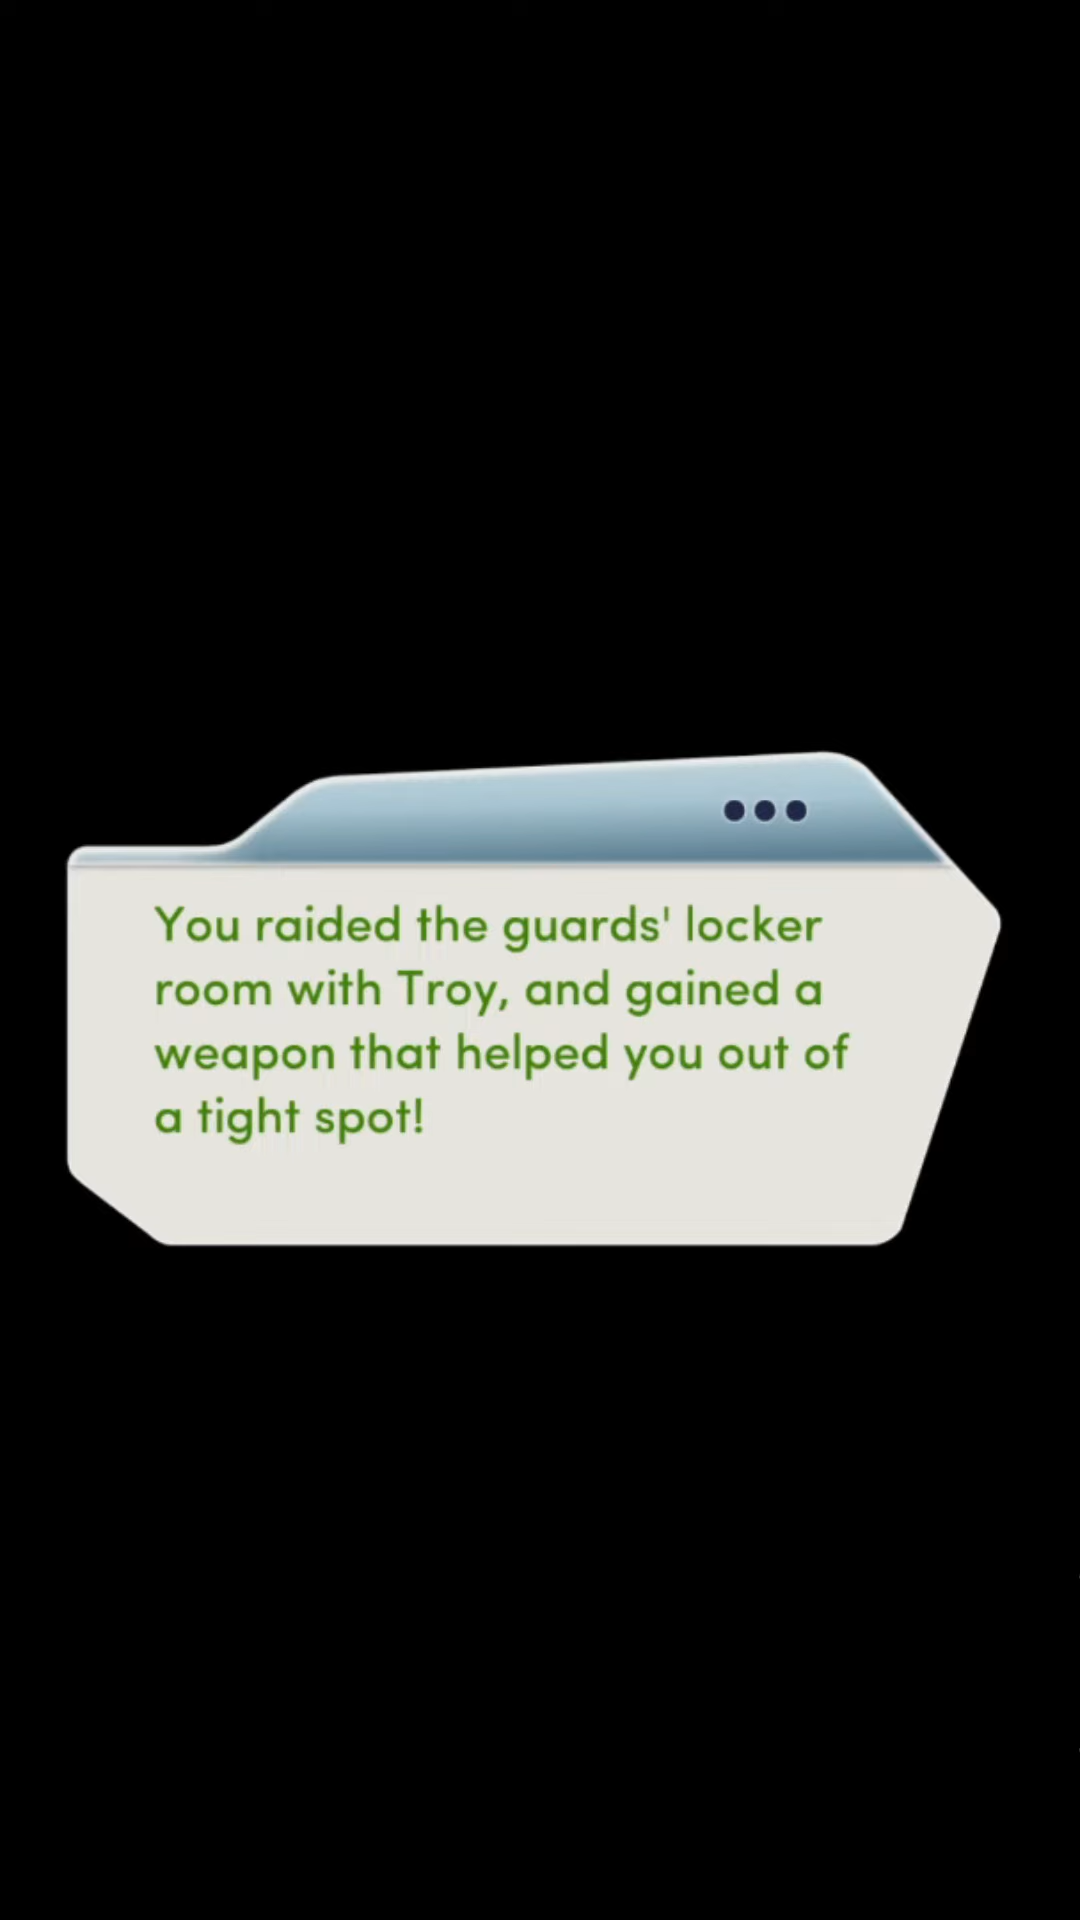 You raided the guards' locker
room with Troy, and gained a
weapon that helped you out of
a tight spot!